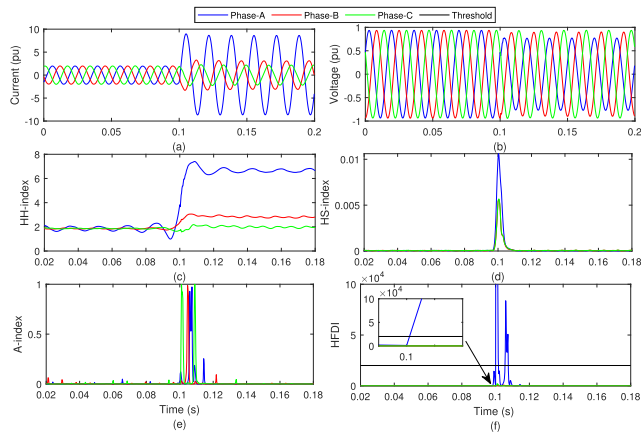 Phase-A Phase-B Phase-C Threshold
10
5
0
-5
-10
Current (pu)
0 0.05 0.1 0.15 0.2
(a)
1
0.5
0
-0.5
-1
Voltage (pu)
0 0.05 0.1 0.15 0.2
(b)
8
6
4
2
0
HH-index
0.02 0.04 0.06 0.08 0.1 0.12 0.14 0.16 0.18
(c)
0.01
0.005
0
HS-index
0.02 0.04 0.06 0.08 0.1 0.12 0.14 0.16 0.18
(d)
1
0.5
0
A-index
0.02 0.04 0.06 0.08 0.1 0.12 0.14 0.16 0.18
Time (s)
(e)
10 × 10⁴
5
0
HFDI
10 × 10⁴
5
0
0.1
0.02 0.04 0.06 0.08 0.1 0.12 0.14 0.16 0.18
Time (s)
(f)